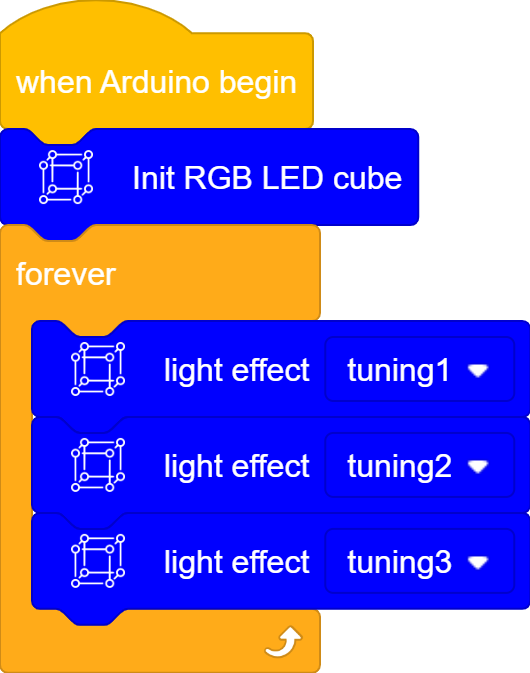 when Arduino begin
Init RGB LED cube
forever
light effect tuning1
light effect tuning2
light effect tuning3